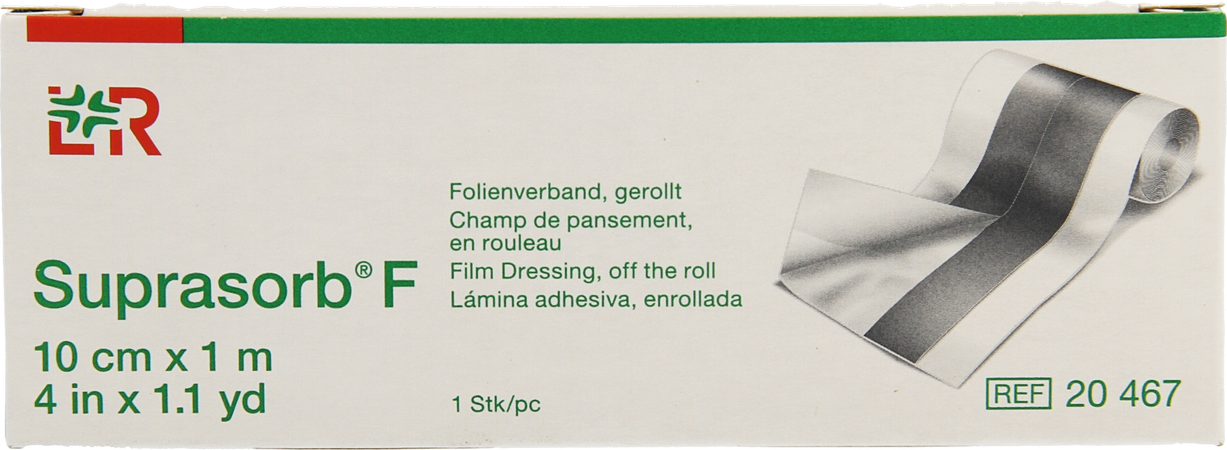 L&R
Suprasorb® F
10 cm x 1 m
4 in x 1.1 yd
Folienverband, gerollt
Champ de pansement,
en rouleau
Film Dressing, off the roll
Lámina adhesiva, enrollada
1 Stk/pc
REF 20 467